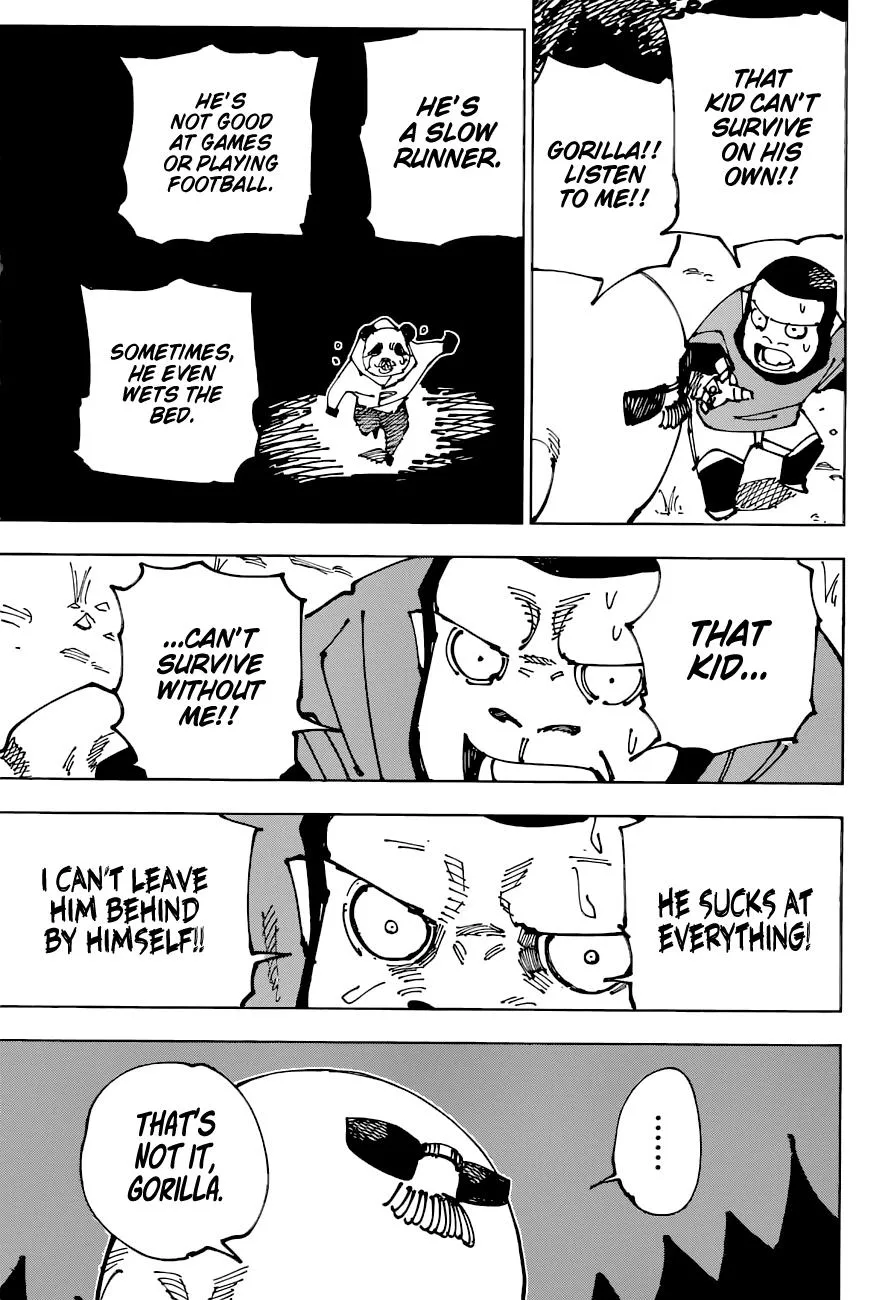 THAT
KID CAN'T
SURVIVE
ON HIS
OWN!!
GORILLA!!
LISTEN
TO ME!!
HE'S
A SLOW
RUNNER.
HE'S
NOT GOOD
AT GAMES
OR PLAYING
FOOTBALL.
SOMETIMES,
HE EVEN
WETS THE
BED.
THAT
KID...
...CAN'T
SURVIVE
WITHOUT
ME!!
HE SUCKS AT
EVERYTHING!
I CAN'T LEAVE
HIM BEHIND
BY HIMSELF!!
......
THAT'S
NOT IT,
GORILLA.